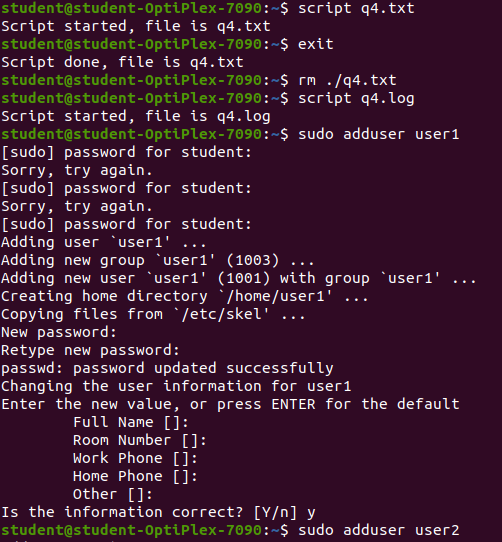 student@student-OptiPlex-7090:~$ script q4.txt
Script started, file is q4.txt
student@student-OptiPlex-7090:~$ exit
Script done, file is q4.txt
student@student-OptiPlex-7090:~$ rm ./q4.txt
student@student-OptiPlex-7090:~$ script q4.log
Script started, file is q4.log
student@student-OptiPlex-7090:~$ sudo adduser user1
[sudo] password for student:
Sorry, try again.
[sudo] password for student:
Sorry, try again.
[sudo] password for student:
Adding user `user1' ...
Adding new group `user1' (1003) ...
Adding new user `user1' (1001) with group `user1' ...
Creating home directory `/home/user1' ...
Copying files from `/etc/skel' ...
New password:
Retype new password:
passwd: password updated successfully
Changing the user information for user1
Enter the new value, or press ENTER for the default
        Full Name []:
        Room Number []:
        Work Phone []:
        Home Phone []:
        Other []:
Is the information correct? [Y/n] y
student@student-OptiPlex-7090:~$ sudo adduser user2